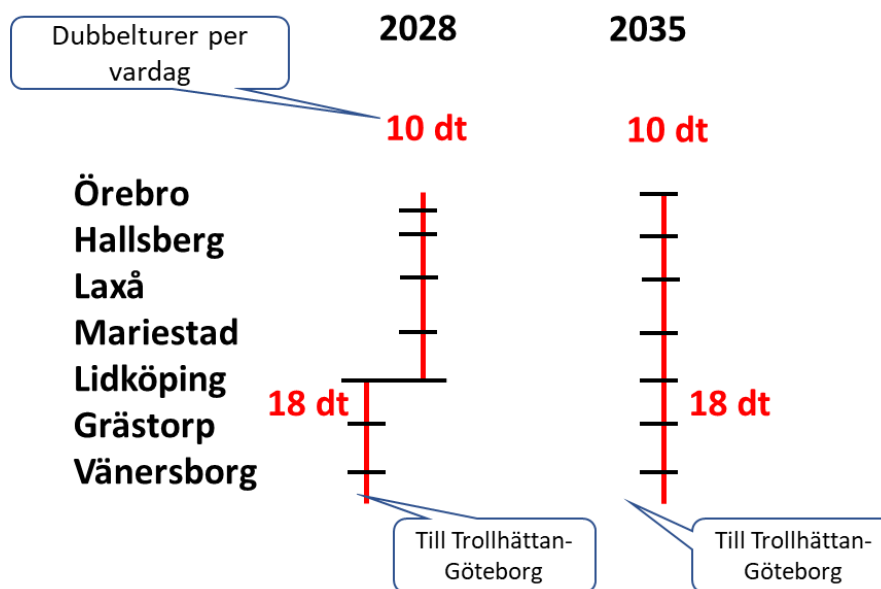 Dubbelturer per
vardag
2028
2035
10 dt
10 dt
Örebro
Hallsberg
Laxå
Mariestad
Lidköping
Grästorp
Vänersborg
18 dt
18 dt
Till Trollhättan-
Göteborg
Till Trollhättan-
Göteborg